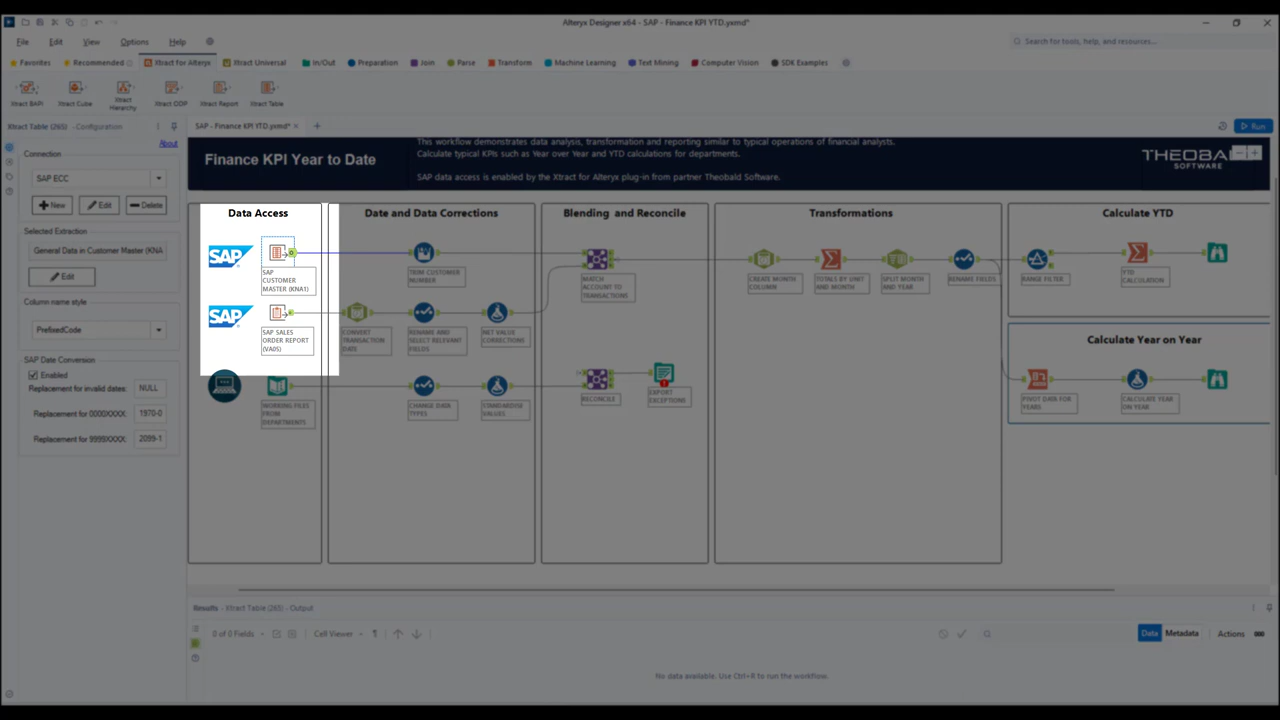 Alteryx Designer x64 - SAP - Finance KPI YTD.yxmd*
File Edit View Options Help
Search for tools, help, and resources...
Favorites Recommended Xtract for Alteryx Xtract Universal In/Out Preparation Join Parse Transform Machine Learning Text Mining Computer Vision SDK Examples
Xtract BAPI Xtract Cube Xtract Hierarchy Xtract ODP Xtract Report Xtract Table
Xtract Table (265) - Configuration
SAP - Finance KPI YTD.yxmd*
Run
About
Connection
SAP ECC
New Edit Delete
Selected Extraction
General Data in Customer Master (KNA
Edit
Column name style
PrefixedCode
SAP Date Conversion
Enabled
Replacement for invalid dates: NULL
Replacement for 0000XXXX: 1970-0
Replacement for 9999XXXX: 2099-1
Finance KPI Year to Date
This workflow demonstrates data analysis, transformation and reporting similar to typical operations of financial analysts.
Calculate typical KPIs such as Year over Year and YTD calculations for departments.
SAP data access is enabled by the Xtract for Alteryx plug-in from partner Theobald Software.
THEOBA
SOFTWARE
Data Access
SAP
SAP
CUSTOMER
MASTER (KNA1)
SAP
SAP SALES
ORDER REPORT
(VA05)
WORKING FILES
FROM
DEPARTMENTS
Date and Data Corrections
TRIM CUSTOMER
NUMBER
CONVERT
TRANSACTION
DATE
RENAME AND
SELECT RELEVANT
FIELDS
NET VALUE
CORRECTIONS
CHANGE DATA
TYPES
STANDARDISE
VALUES
Blending and Reconcile
MATCH
ACCOUNT TO
TRANSACTIONS
RECONCILE
EXPORT
EXCEPTIONS
Transformations
CREATE MONTH
COLUMN
TOTALS BY UNIT
AND MONTH
SPLIT MONTH
AND YEAR
RENAME FIELDS
Calculate YTD
RANGE FILTER
YTD
CALCULATION
Calculate Year on Year
PIVOT DATA FOR
YEARS
CALCULATE YEAR
ON YEAR
Results - Xtract Table (265) - Output
0 of 0 Fields Cell Viewer
Data Metadata Actions
No data available. Use Ctrl+R to run the workflow.